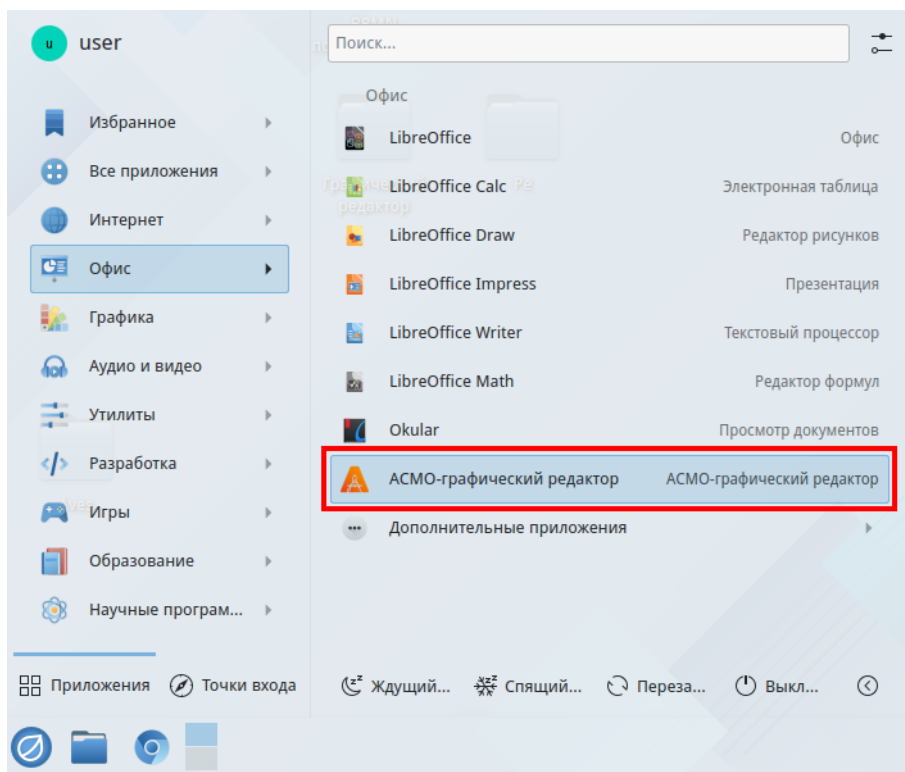 u user
Поиск...
Избранное
Все приложения
Интернет
Офис
Графика
Аудио и видео
Утилиты
Разработка
Игры
Образование
Научные програм...
Офис
LibreOffice Офис
LibreOffice Calc Электронная таблица
LibreOffice Draw Редактор рисунков
LibreOffice Impress Презентация
LibreOffice Writer Текстовый процессор
LibreOffice Math Редактор формул
Okular Просмотр документов
АСМО-графический редактор АСМО-графический редактор
Дополнительные приложения
редактор
Приложения Точки входа Ждущий... Спящий... Переза... Выкл...